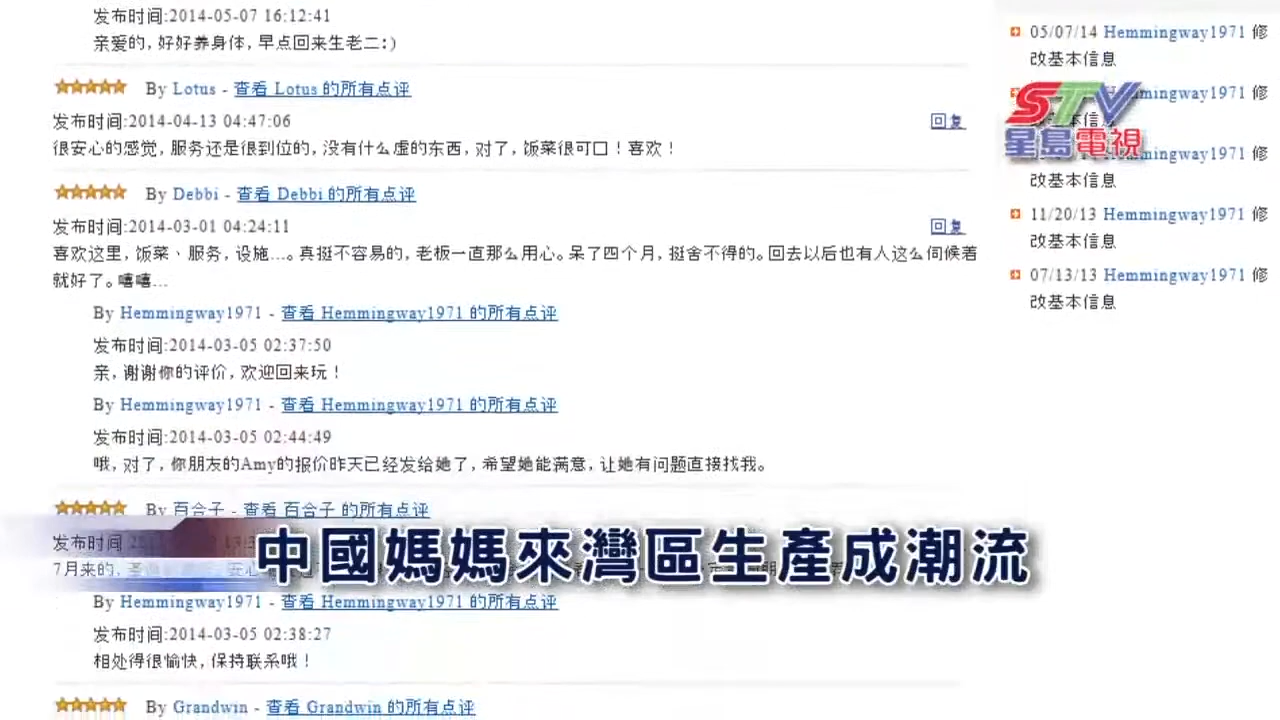 发布时间:2014-05-07 16:12:41
亲爱的,好好养身体,早点回来生老二:)
By Lotus - 查看 Lotus 的所有点评
发布时间:2014-04-13 04:47:06
回复
很安心的感觉,服务还是很到位的,没有什么虚的东西,对了,饭菜很可口!喜欢!
By Debbi - 查看 Debbi 的所有点评
发布时间:2014-03-01 04:24:11
回复
喜欢这里,饭菜、服务,设施...。真挺不容易的,老板一直那么用心。呆了四个月,挺舍不得的。回去以后也有人这么伺候着
就好了。嘻嘻...
By Hemmingway1971 - 查看 Hemmingway1971 的所有点评
发布时间:2014-03-05 02:37:50
亲,谢谢你的评价,欢迎回来玩!
By Hemmingway1971 - 查看 Hemmingway1971 的所有点评
发布时间:2014-03-05 02:44:49
哦,对了,你朋友的Amy的报价昨天已经发给她了,希望她能满意,让她有问题直接找我。
By 百合子 - 查看 百合子 的所有点评
发布时间
7月来的,
中國媽媽來灣區生產成潮流
By Hemmingway1971 - 查看 Hemmingway1971 的所有点评
发布时间:2014-03-05 02:38:27
相处得很愉快,保持联系哦!
By Grandwin - 查看 Grandwin 的所有点评
05/07/14 Hemmingway1971 修
改基本信息
mingway1971 修
改基本信息
STV
星島電視
mingway1971 修
改基本信息
11/20/13 Hemmingway1971 修
改基本信息
07/13/13 Hemmingway1971 修
改基本信息